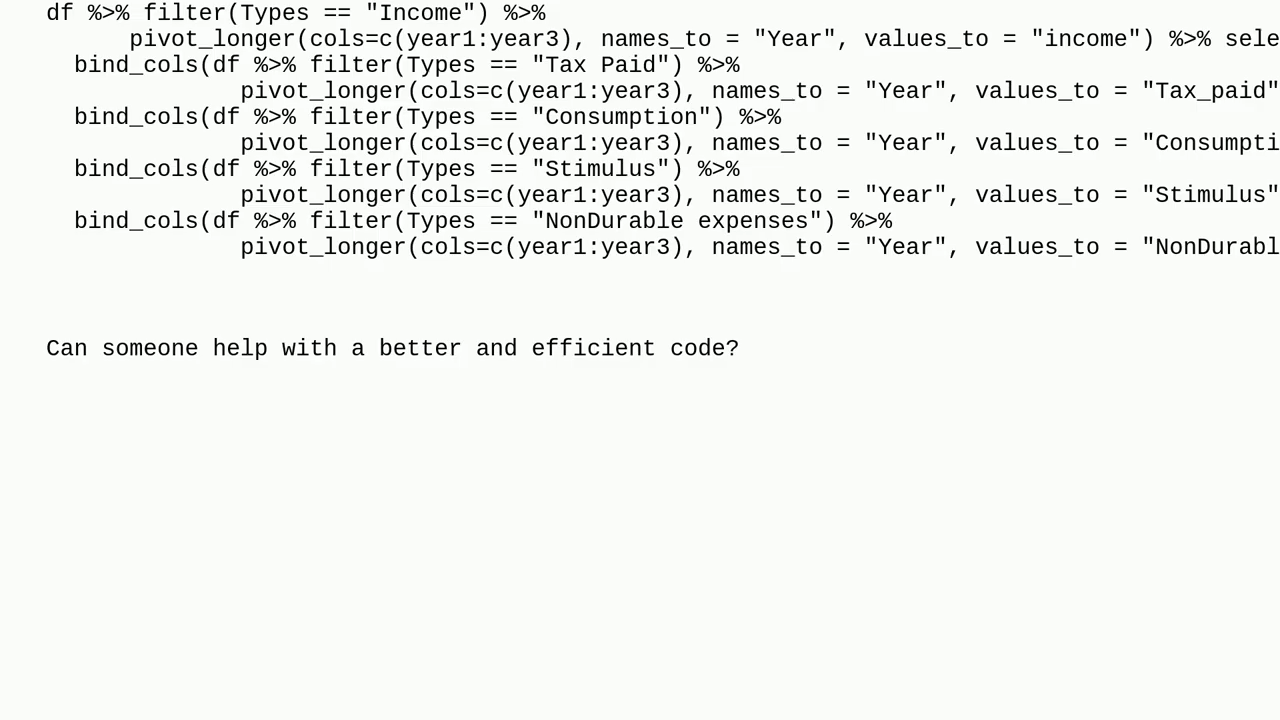 df %>% filter(Types == "Income") %>%
pivot_longer(cols=c(year1:year3), names_to = "Year", values_to = "income") %>% sele
bind_cols(df %>% filter(Types == "Tax Paid") %>%
pivot_longer(cols=c(year1:year3), names_to = "Year", values_to = "Tax_paid"
bind_cols(df %>% filter(Types == "Consumption") %>%
pivot_longer(cols=c(year1:year3), names_to = "Year", values_to = "Consumpti
bind_cols(df %>% filter(Types == "Stimulus") %>%
pivot_longer(cols=c(year1:year3), names_to = "Year", values_to = "Stimulus"
bind_cols(df %>% filter(Types == "NonDurable expenses") %>%
pivot_longer(cols=c(year1:year3), names_to = "Year", values_to = "NonDurabl
Can someone help with a better and efficient code?